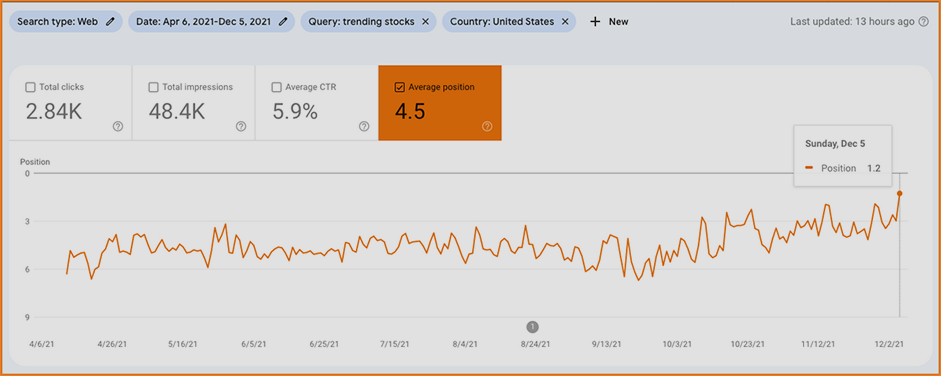 Search type: Web Date: Apr 6, 2021-Dec 5, 2021 Query: trending stocks Country: United States New Last updated: 13 hours ago
Total clicks Total impressions Average CTR Average position
2.84K 48.4K 5.9% 4.5
Sunday, Dec 5
Position 1.2
Position
0
3
6
9
1
4/6/21 4/26/21 5/16/21 6/5/21 6/25/21 7/15/21 8/4/21 8/24/21 9/13/21 10/3/21 10/23/21 11/12/21 12/2/21